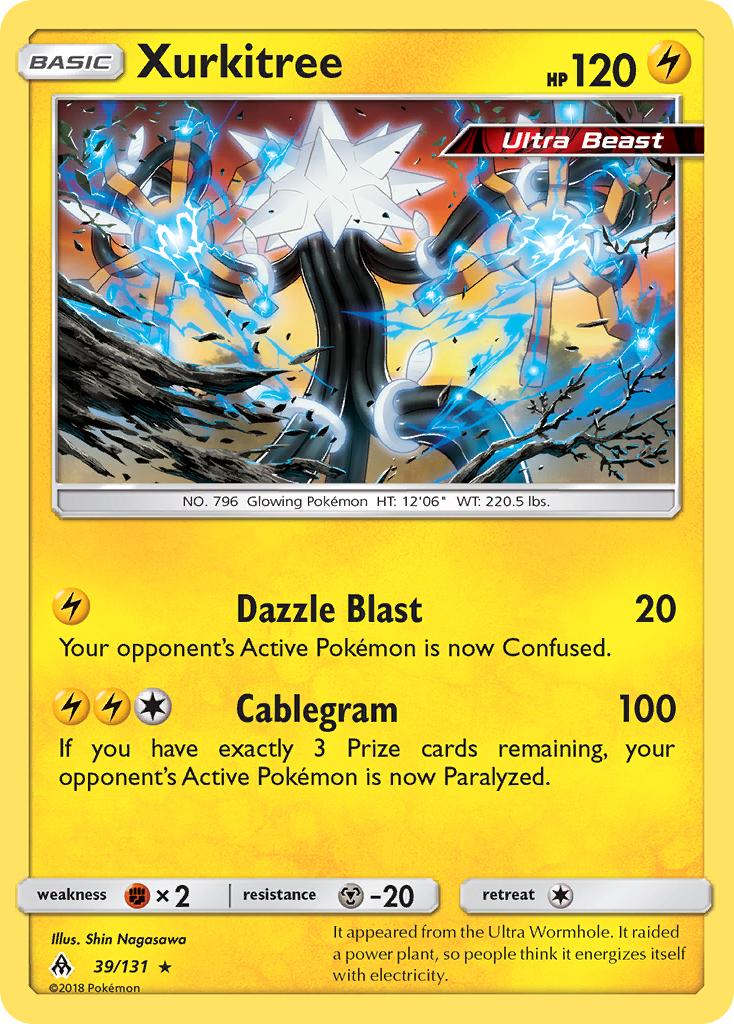 BASIC Xurkitree HP 120
Ultra Beast
NO. 796 Glowing Pokémon HT: 12'06" WT: 220.5 lbs.
Dazzle Blast 20
Your opponent's Active Pokémon is now Confused.
Cablegram 100
If you have exactly 3 Prize cards remaining, your
opponent's Active Pokémon is now Paralyzed.
weakness × 2 resistance -20 retreat
Illus. Shin Nagasawa
39/131 ★
©2018 Pokémon
It appeared from the Ultra Wormhole. It raided
a power plant, so people think it energizes itself
with electricity.